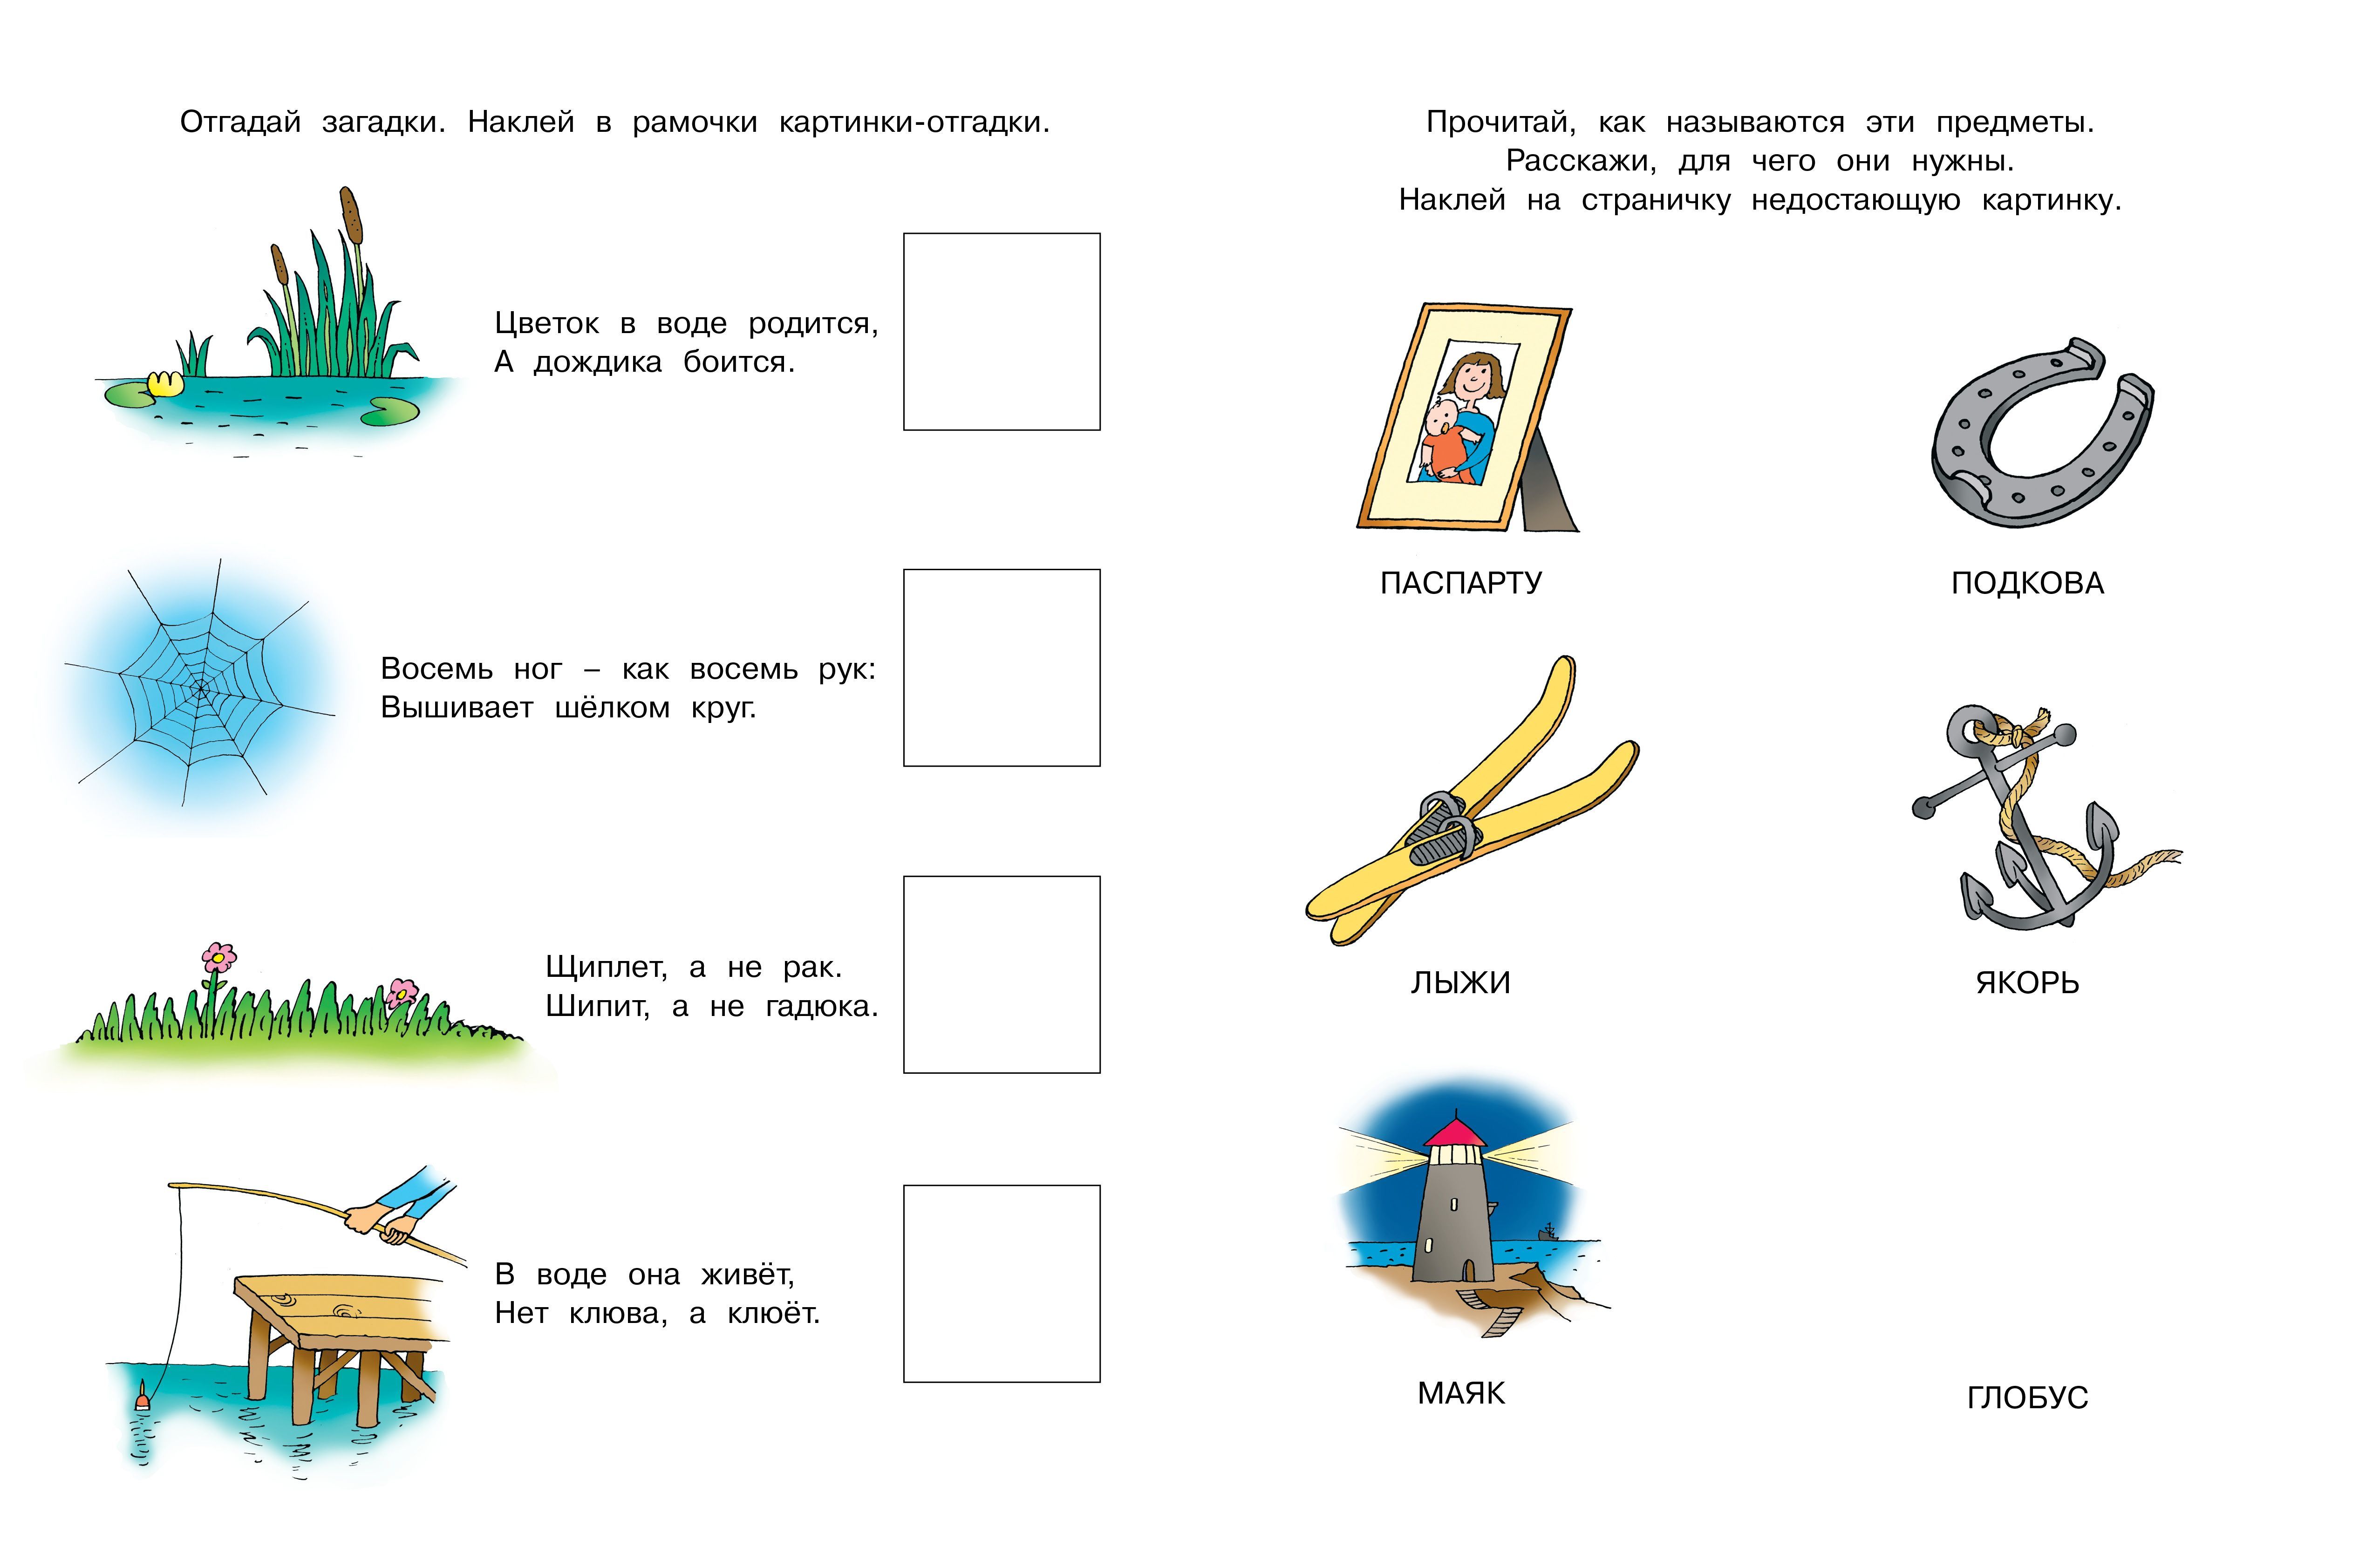 Отгадай загадки. Наклей в рамочки картинки-отгадки.
Цветок в воде родится,
А дождика боится.
Восемь ног – как восемь рук:
Вышивает шёлком круг.
Щиплет, а не рак.
Шипит, а не гадюка.
В воде она живёт,
Нет клюва, а клюёт.
Прочитай, как называются эти предметы.
Расскажи, для чего они нужны.
Наклей на страничку недостающую картинку.
ПАСПАРТУ
ПОДКОВА
ЛЫЖИ
ЯКОРЬ
МАЯК
ГЛОБУС